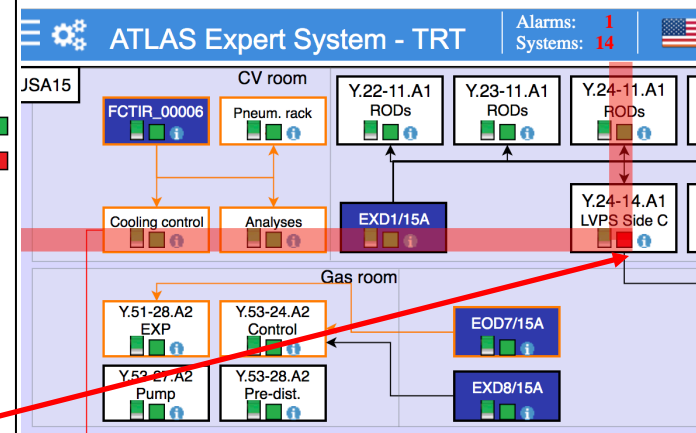 ATLAS Expert System - TRT
Alarms: 1
Systems: 14
USA15
CV room
FCTIR_00006
Pneum. rack
Y.22-11.A1
RODs
Y.23-11.A1
RODs
Y.24-11.A1
RODs
Cooling control
Analyses
EXD1/15A
Y.24-14.A1
LVPS Side C
Gas room
Y.51-28.A2
EXP
Y.53-24.A2
Control
EOD7/15A
Y.53-27.A2
Pump
Y.53-28.A2
Pre-dist.
EXD8/15A